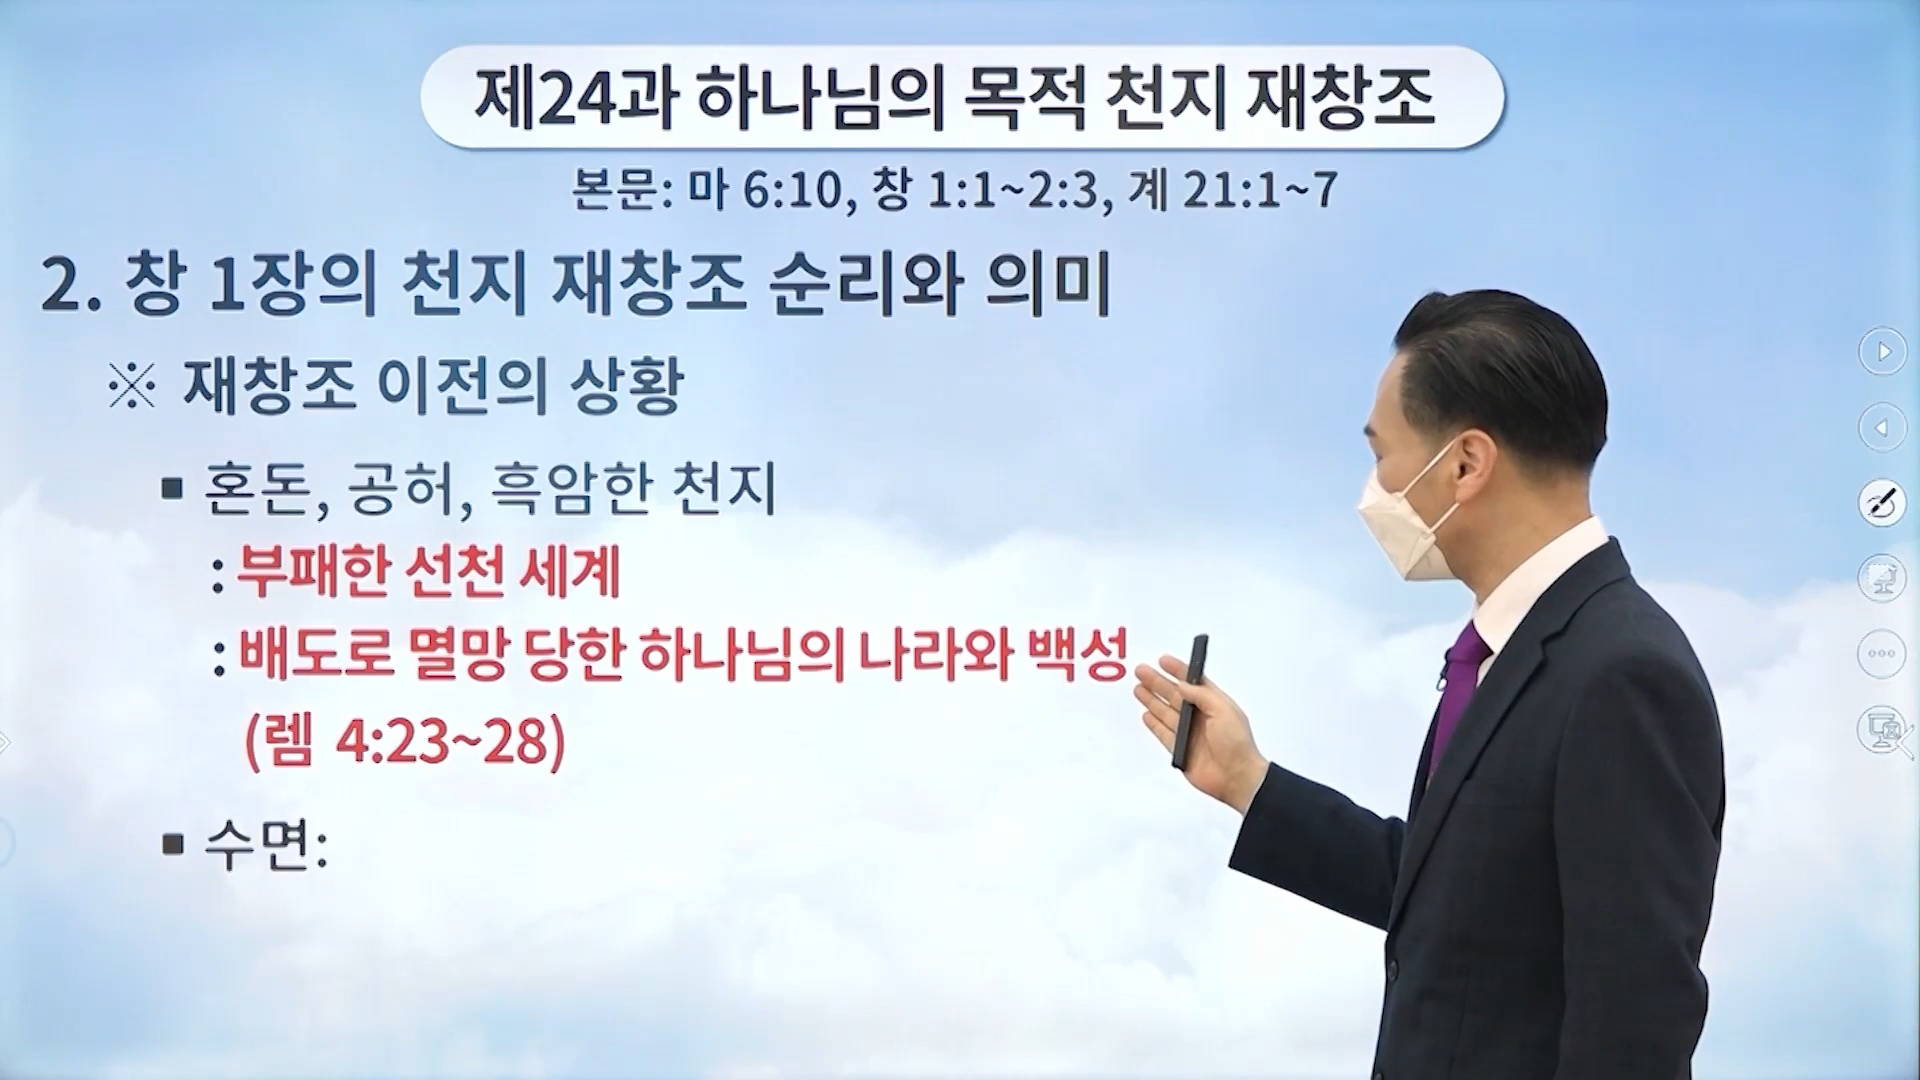 제24과 하나님의 목적 천지 재창조
본문: 마 6:10, 창 1:1~2:3, 계 21:1~7
2. 창 1장의 천지 재창조 순리와 의미
※ 재창조 이전의 상황
▪ 혼돈, 공허, 흑암한 천지
: 부패한 선천 세계
: 배도로 멸망 당한 하나님의 나라와 백성
(렘 4:23~28)
▪ 수면: